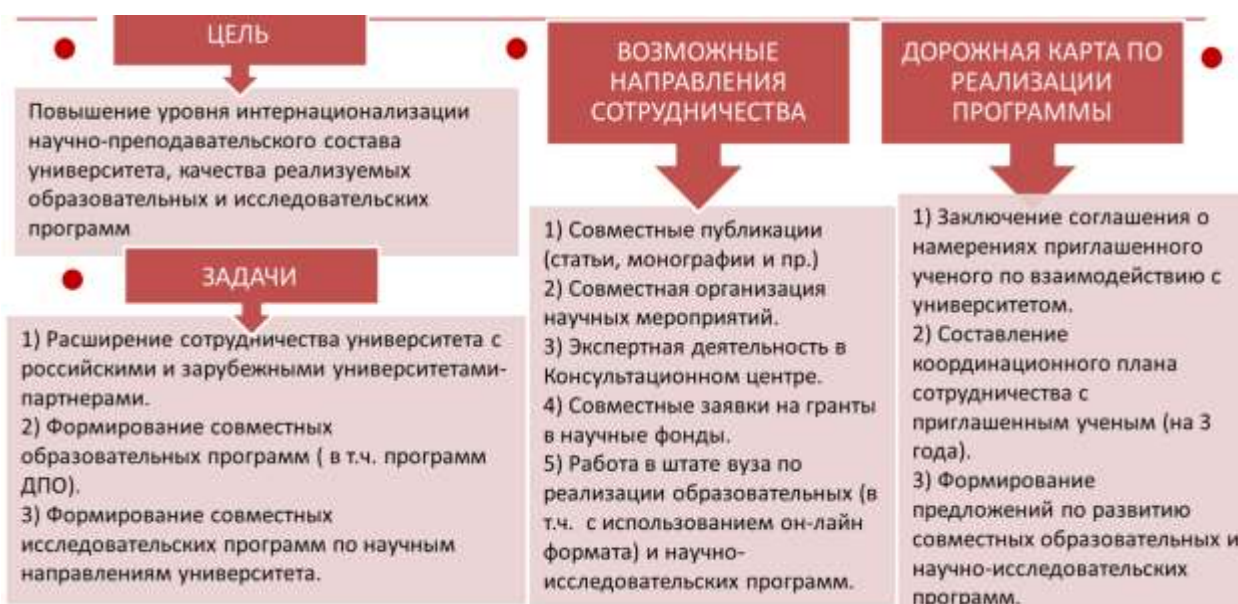 ЦЕЛЬ
Повышение уровня интернационализации
научно-преподавательского состава
университета, качества реализуемых
образовательных и исследовательских
программ
ЗАДАЧИ
1) Расширение сотрудничества университета с
российскими и зарубежными университетами-
партнерами.
2) Формирование совместных
образовательных программ ( в т.ч. программ
ДПО).
3) Формирование совместных
исследовательских программ по научным
направлениям университета.
ВОЗМОЖНЫЕ
НАПРАВЛЕНИЯ
СОТРУДНИЧЕСТВА
1) Совместные публикации
(статьи, монографии и пр.)
2) Совместная организация
научных мероприятий.
3) Экспертная деятельность в
Консультационном центре.
4) Совместные заявки на гранты
в научные фонды.
5) Работа в штате вуза по
реализации образовательных (в
т.ч. с использованием он-лайн
формата) и научно-
исследовательских программ.
ДОРОЖНАЯ КАРТА ПО
РЕАЛИЗАЦИИ
ПРОГРАММЫ
1) Заключение соглашения о
намерениях приглашенного
ученого по взаимодействию с
университетом.
2) Составление
координационного плана
сотрудничества с
приглашенным ученым (на 3
года).
3) Формирование
предложений по развитию
совместных образовательных и
научно-исследовательских
программ.